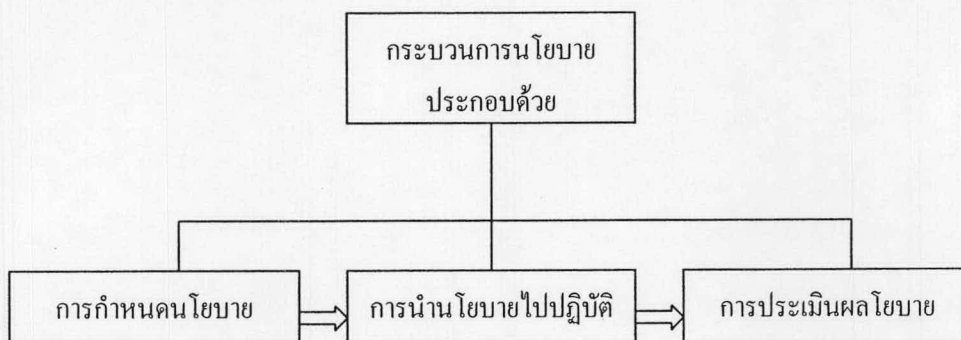 กระบวนการนโยบาย
ประกอบด้วย
การกำหนดนโยบาย
การนำนโยบายไปปฏิบัติ
การประเมินผลโยบาย